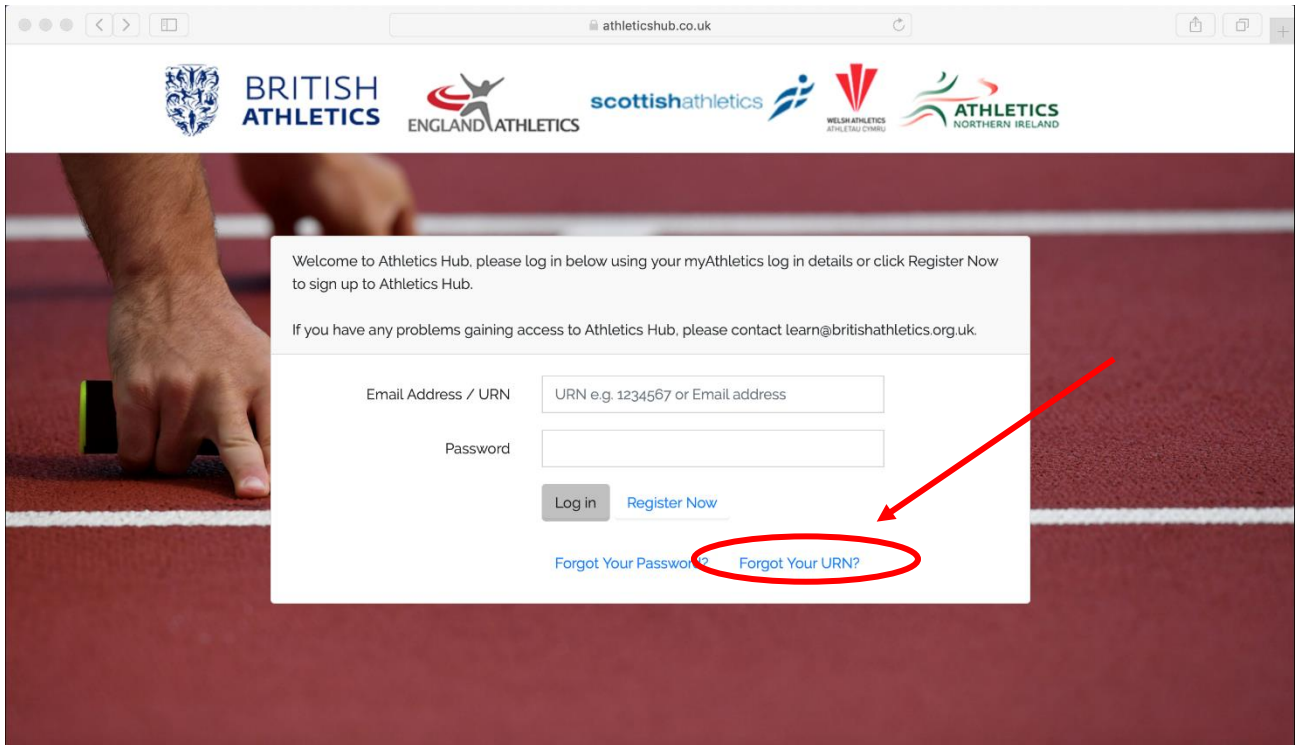 athleticshub.co.uk
BRITISH
ATHLETICS
ENGLAND ATHLETICS
scottishathletics
WELSH ATHLETICS
ATHLETAU CYMRU
ATHLETICS
NORTHERN IRELAND
Welcome to Athletics Hub, please log in below using your myAthletics log in details or click Register Now
to sign up to Athletics Hub.
If you have any problems gaining access to Athletics Hub, please contact learn@britishathletics.org.uk.
Email Address / URN
URN e.g. 1234567 or Email address
Password
Log in Register Now
Forgot Your Password? Forgot Your URN?